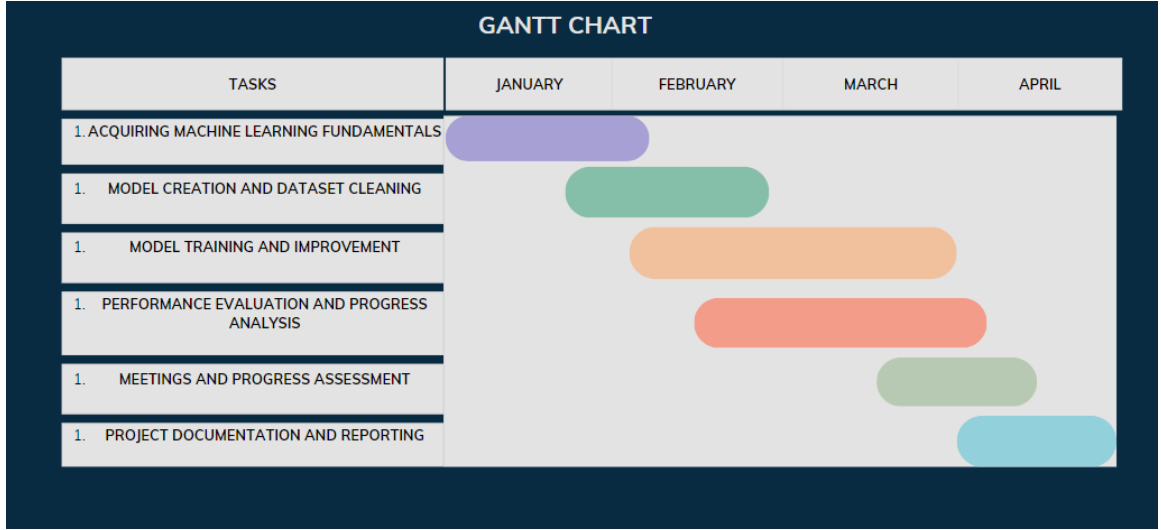 GANTT CHART
TASKS JANUARY FEBRUARY MARCH APRIL
1. ACQUIRING MACHINE LEARNING FUNDAMENTALS
1. MODEL CREATION AND DATASET CLEANING
1. MODEL TRAINING AND IMPROVEMENT
1. PERFORMANCE EVALUATION AND PROGRESS
ANALYSIS
1. MEETINGS AND PROGRESS ASSESSMENT
1. PROJECT DOCUMENTATION AND REPORTING